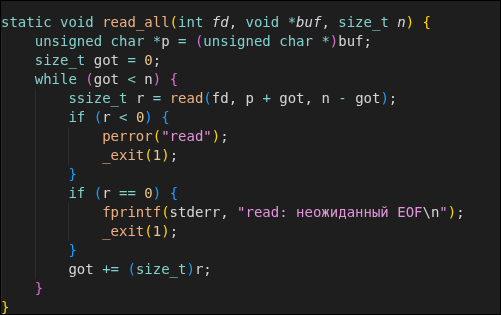 static void read_all(int fd, void *buf, size_t n) {
    unsigned char *p = (unsigned char *)buf;
    size_t got = 0;
    while (got < n) {
        ssize_t r = read(fd, p + got, n - got);
        if (r < 0) {
            perror("read");
            _exit(1);
        }
        if (r == 0) {
            fprintf(stderr, "read: неожиданный EOF\n");
            _exit(1);
        }
        got += (size_t)r;
    }
}